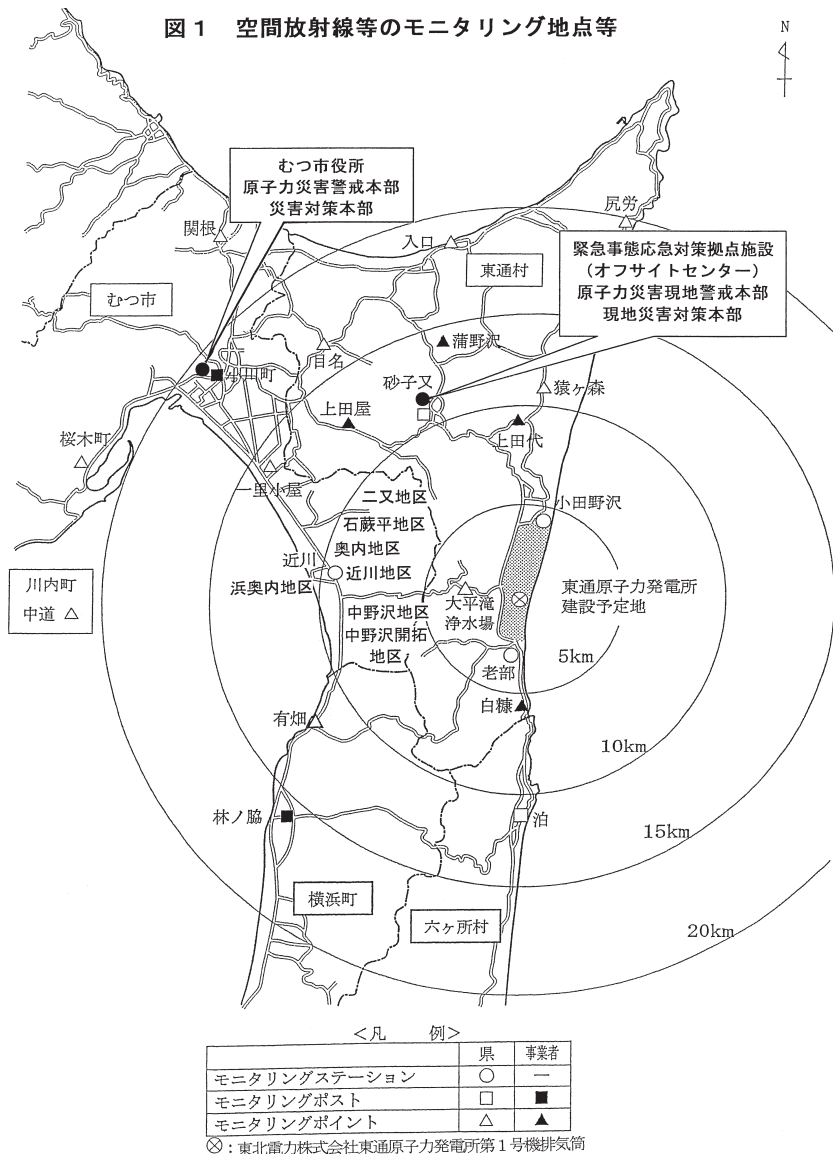 図１　空間放射線等のモニタリング地点等
N
むつ市役所
原子力災害警戒本部
災害対策本部
尻労
関根
入口
東通村
緊急事態応急対策拠点施設
（オフサイトセンター）
原子力災害現地警戒本部
現地災害対策本部
むつ市
蒲野沢
目名
小川町
砂子又
猿ヶ森
上田屋
上田代
桜木町
一里小屋
二又地区
小田野沢
石蕨平地区
奥内地区
近川
近川地区
浜奥内地区
川内町
中道 △
大平滝
浄水場
東通原子力発電所
建設予定地
中野沢地区
中野沢開拓
地区
5km
老部
白糠
有畑
10km
林ノ脇
泊
15km
横浜町
六ヶ所村
20km
＜凡　例＞
県 事業者
モニタリングステーション ○ ―
モニタリングポスト □ ■
モニタリングポイント △ ▲
⊗：東北電力株式会社東通原子力発電所第１号機排気筒